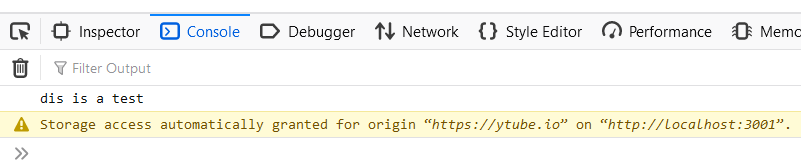 Inspector Console Debugger Network Style Editor Performance Memo
Filter Output
dis is a test
Storage access automatically granted for origin “https://ytube.io” on “http://localhost:3001”.